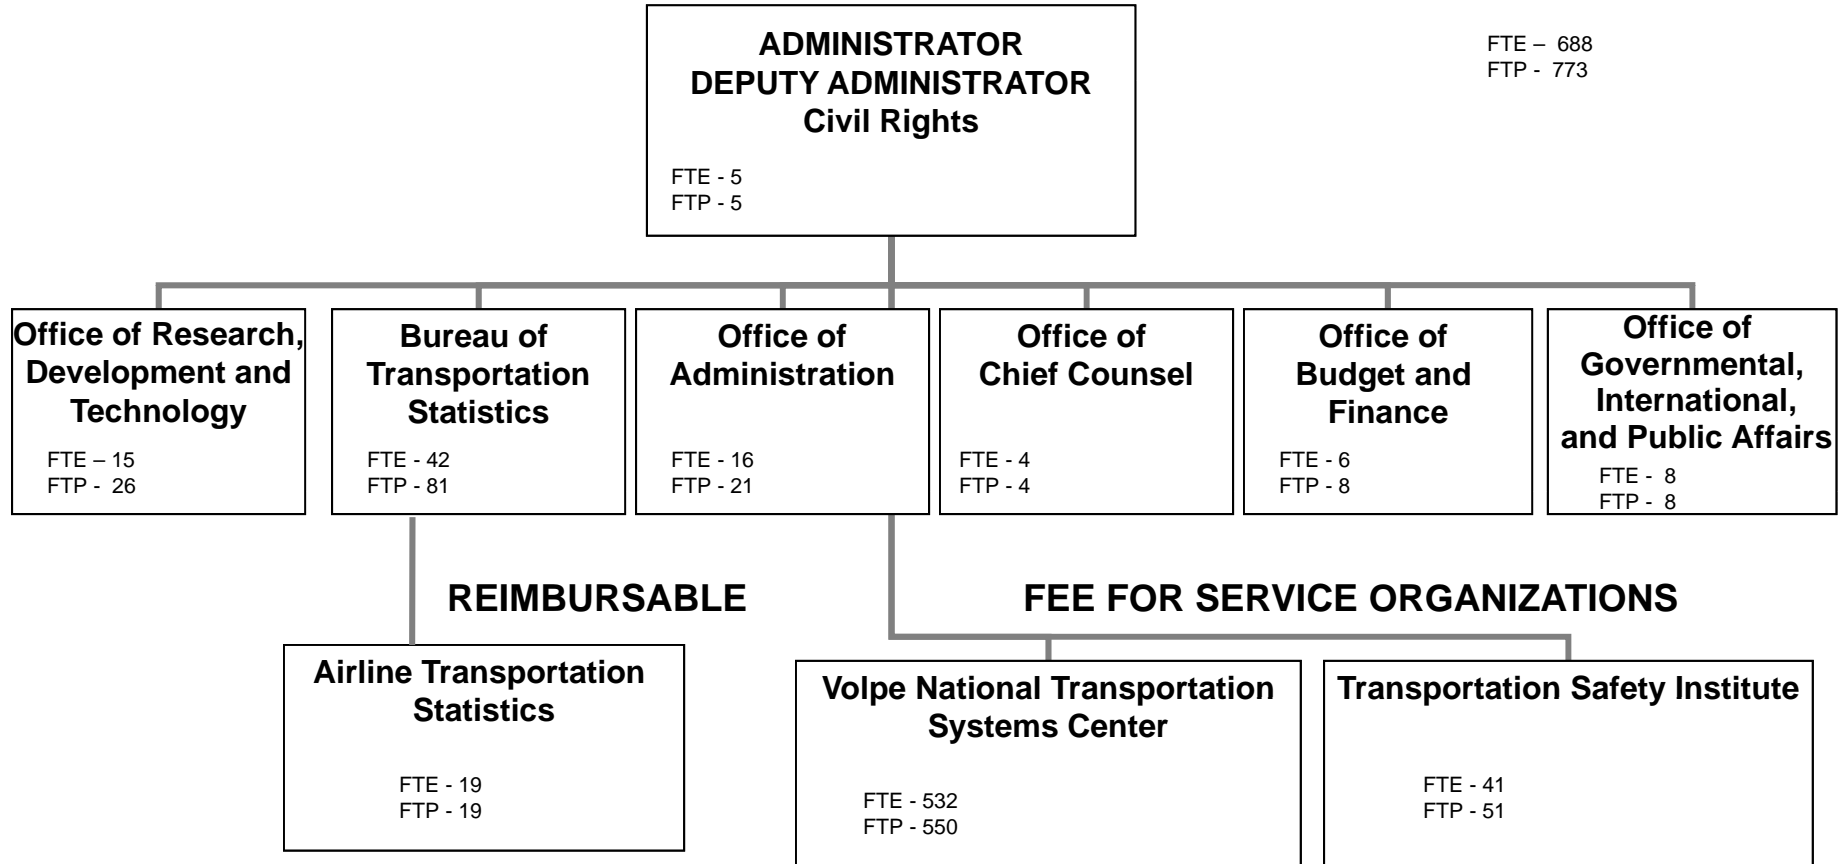 ADMINISTRATOR
DEPUTY ADMINISTRATOR
Civil Rights
FTE - 5
FTP - 5
FTE – 688
FTP - 773
Office of Research,
Development and
Technology
FTE – 15
FTP - 26
Bureau of
Transportation
Statistics
FTE - 42
FTP - 81
Office of
Administration
FTE - 16
FTP - 21
Office of
Chief Counsel
FTE - 4
FTP - 4
Office of
Budget and
Finance
FTE - 6
FTP - 8
Office of
Governmental,
International,
and Public Affairs
FTE - 8
FTP - 8
REIMBURSABLE
FEE FOR SERVICE ORGANIZATIONS
Airline Transportation
Statistics
FTE - 19
FTP - 19
Volpe National Transportation
Systems Center
FTE - 532
FTP - 550
Transportation Safety Institute
FTE - 41
FTP - 51